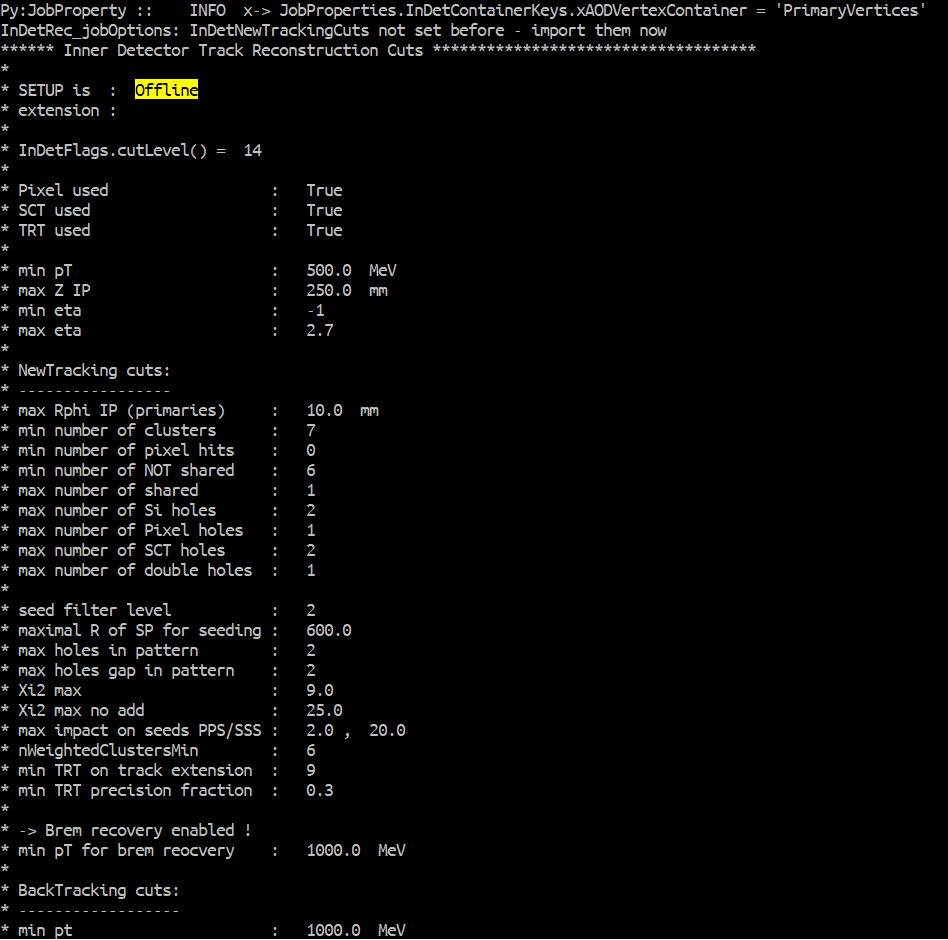 Py:JobProperty ::    INFO  x-> JobProperties.InDetContainerKeys.xAODVertexContainer = 'PrimaryVertices'
InDetRec_jobOptions: InDetNewTrackingCuts not set before - import them now
****** Inner Detector Track Reconstruction Cuts ************************************
*
* SETUP is  :  Offline
* extension :
*
* InDetFlags.cutLevel() =  14
*
* Pixel used                  :   True
* SCT used                    :   True
* TRT used                    :   True
*
* min pT                      :   500.0  MeV
* max Z IP                    :   250.0  mm
* min eta                     :   -1
* max eta                     :   2.7
*
* NewTracking cuts:
* -----------------
* max Rphi IP (primaries)     :   10.0  mm
* min number of clusters      :   7
* min number of pixel hits    :   0
* min number of NOT shared    :   6
* max number of shared        :   1
* max number of Si holes      :   2
* max number of Pixel holes   :   1
* max number of SCT holes     :   2
* max number of double holes  :   1
*
* seed filter level           :   2
* maximal R of SP for seeding :   600.0
* max holes in pattern        :   2
* max holes gap in pattern    :   2
* Xi2 max                     :   9.0
* Xi2 max no add              :   25.0
* max impact on seeds PPS/SSS :   2.0 ,  20.0
* nWeightedClustersMin        :   6
* min TRT on track extension  :   9
* min TRT precision fraction  :   0.3
*
* -> Brem recovery enabled !
* min pT for brem reocvery    :   1000.0  MeV
*
* BackTracking cuts:
* ------------------
* min pt                      :   1000.0  MeV